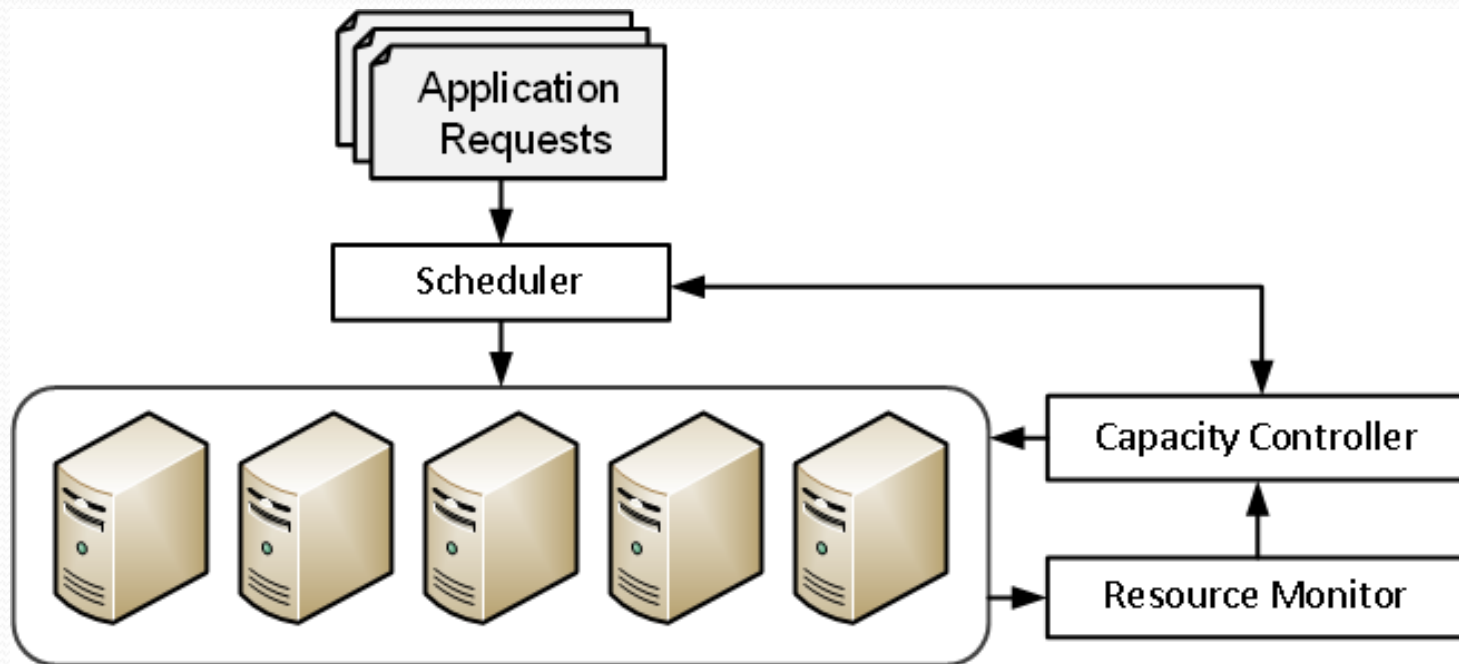 Application
Requests
Scheduler
Capacity Controller
Resource Monitor